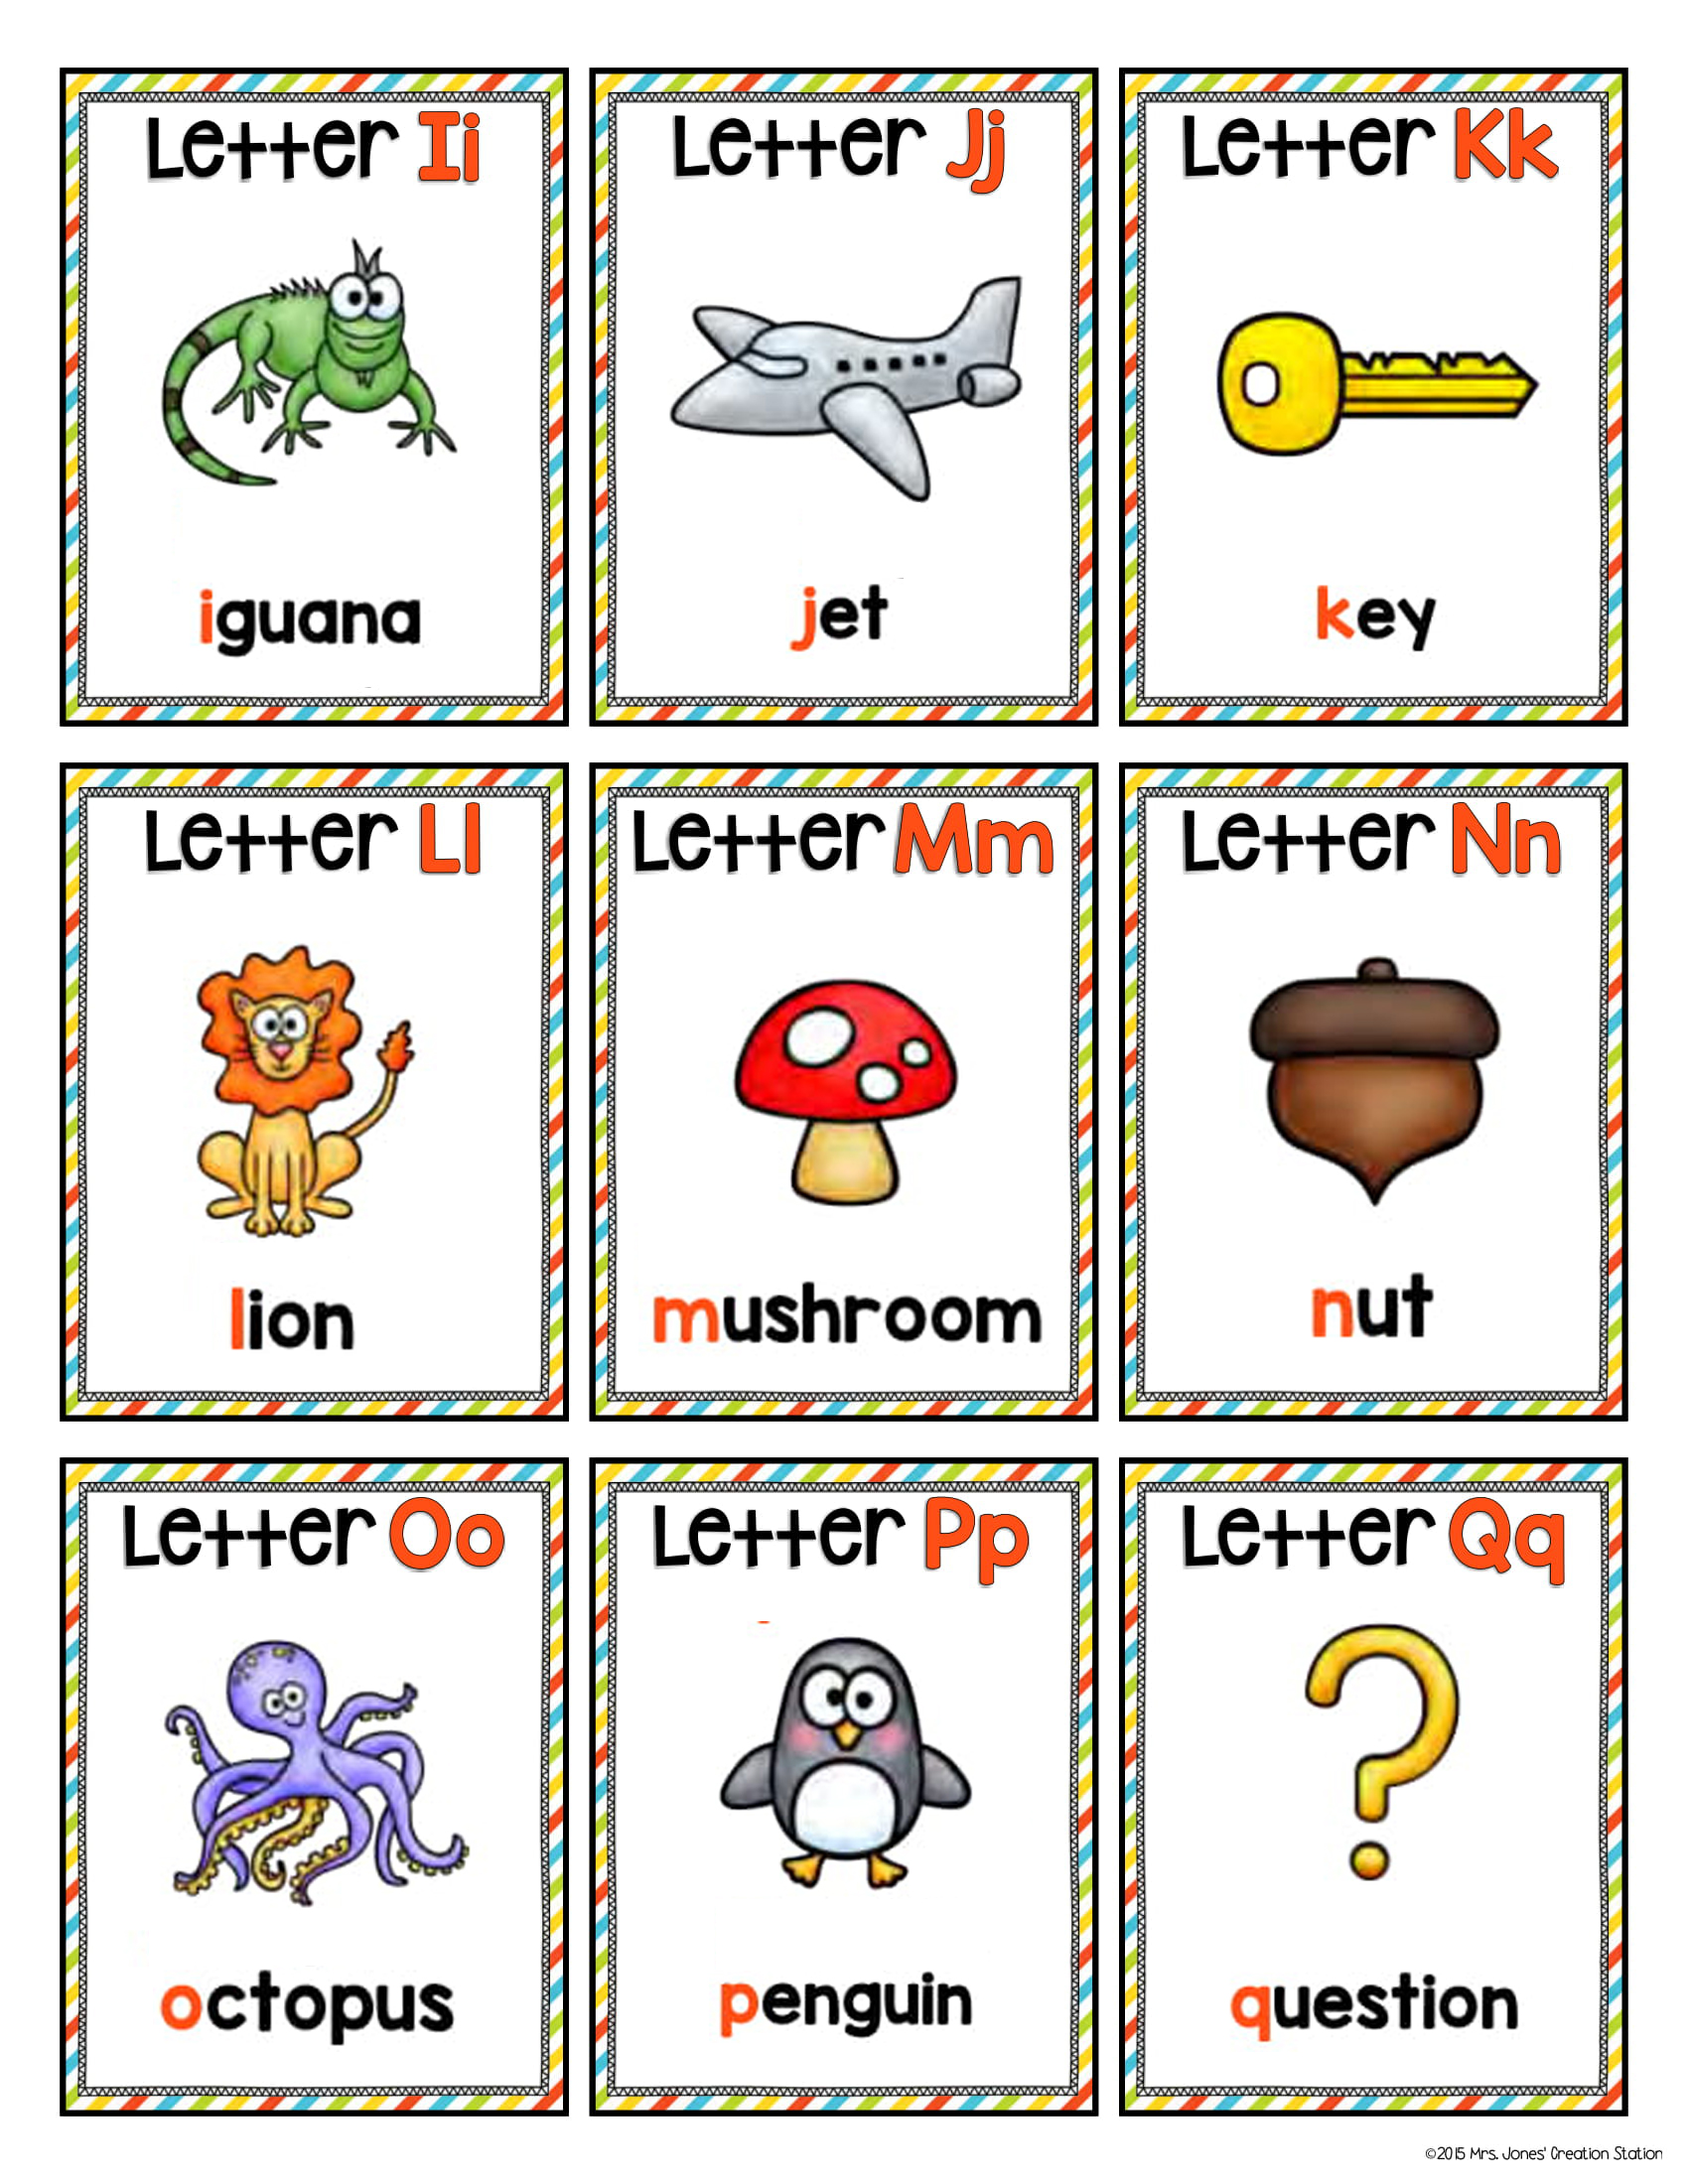 Letter Ii
iguana
Letter Jj
jet
Letter Kk
key
Letter Ll
lion
Letter Mm
mushroom
Letter Nn
nut
Letter Oo
octopus
Letter Pp
penguin
Letter Qq
question
©2015 Mrs. Jones' Creation Station